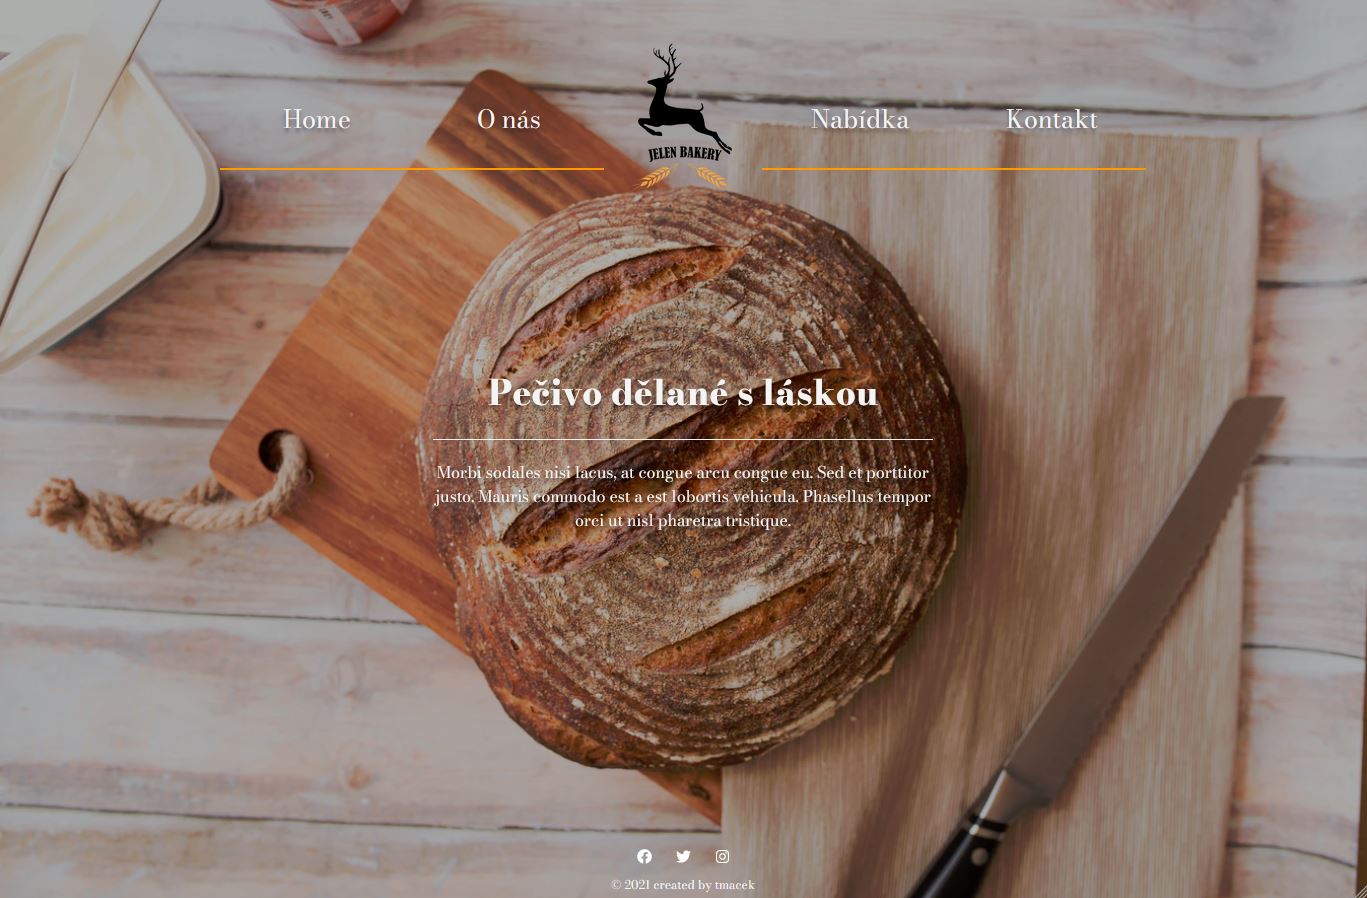 Home
O nás
Nabídka
Kontakt
JELEN BAKERY
Pečivo dělané s láskou
Morbi sodales nisi lacus, at congue arcu congue eu. Sed et porttitor
justo. Mauris commodo est a est lobortis vehicula. Phasellus tempor
orci ut nisl pharetra tristique.
© 2021 created by tmacek